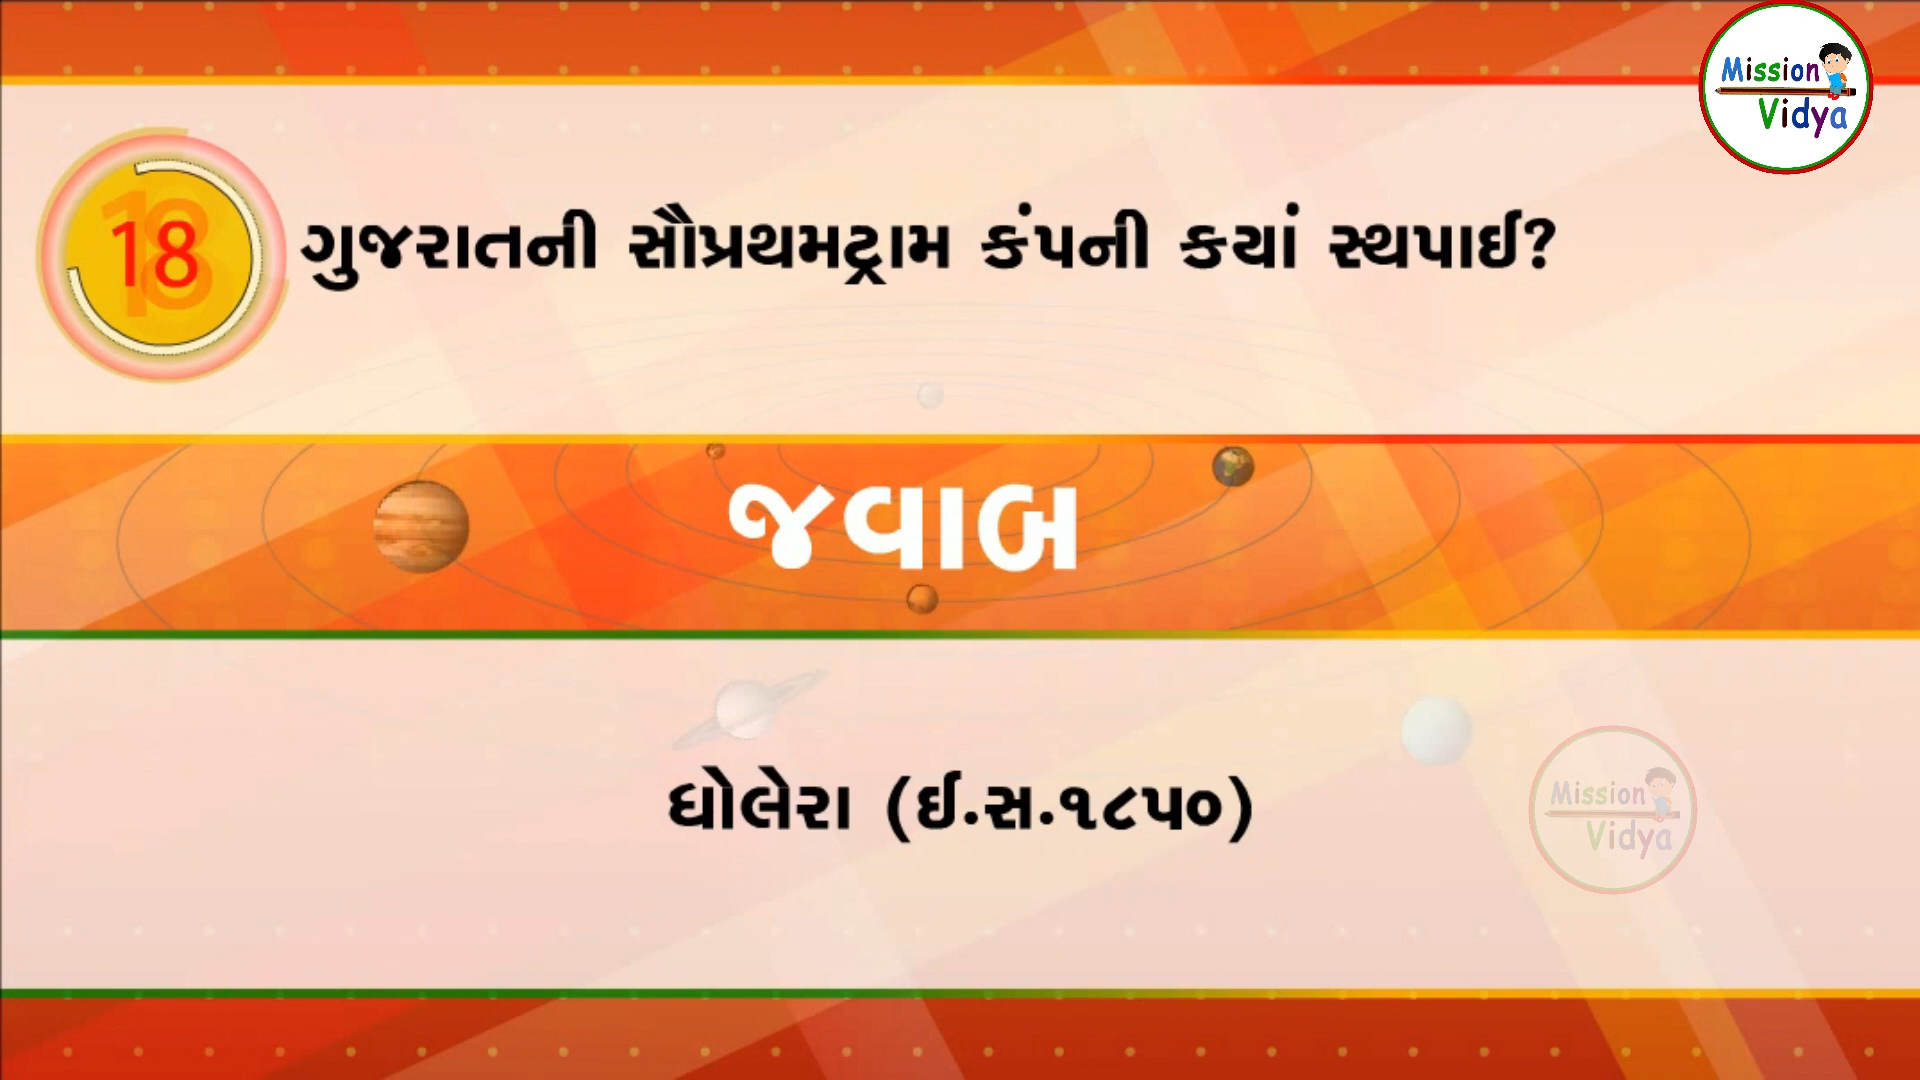 Mission
Vidya
18
ગુજરાતની સૌપ્રથમટ્રામ કંપની કયાં સ્થપાઈ?
જવાબ
ધોલેરા (ઈ.સ.૧૮૫૦)
Mission
Vidya